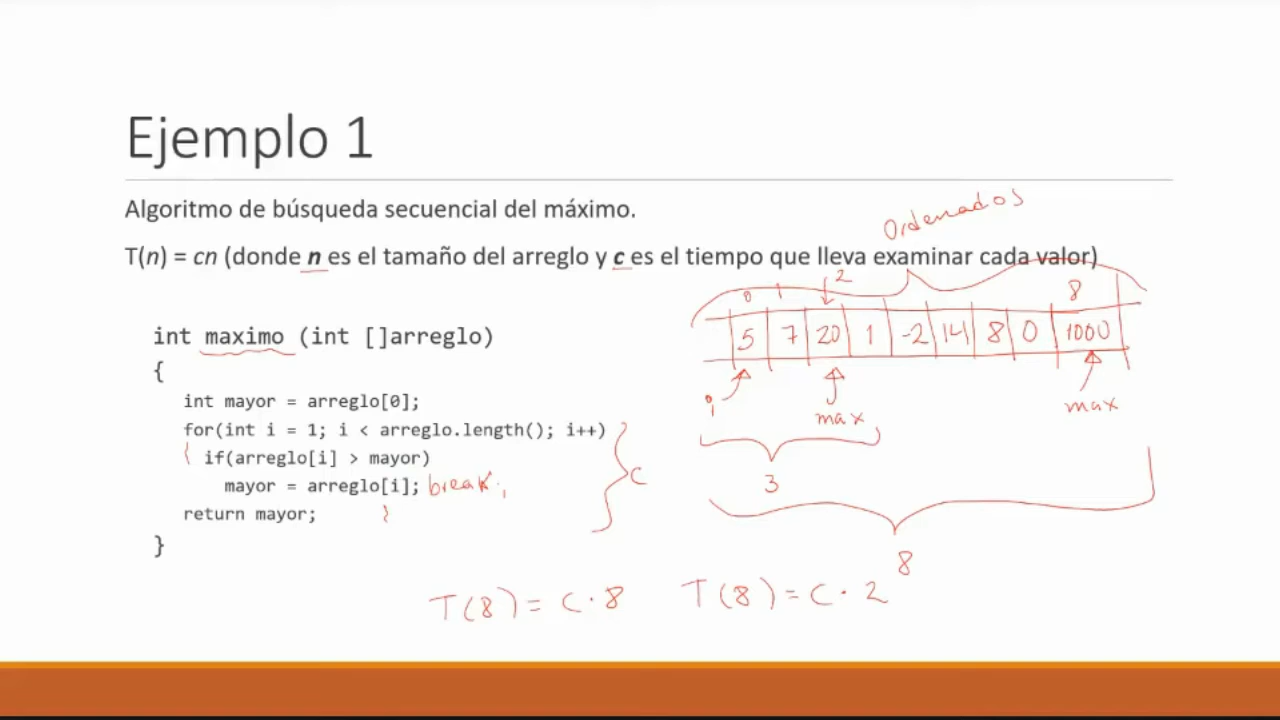 Ejemplo 1
Algoritmo de búsqueda secuencial del máximo.
Ordenados
T(n) = cn (donde n es el tamaño del arreglo y c es el tiempo que lleva examinar cada valor)
0 1 2 8
5 7 20 1 -2 14 8 0 1000
int maximo (int []arreglo)
{
i max max
int mayor = arreglo[0];
for(int i = 1; i < arreglo.length(); i++)
{ if(arreglo[i] > mayor)
mayor = arreglo[i]; break;
} c
3
return mayor; }
}
8
T(8) = C · 8 T(8) = C · 2